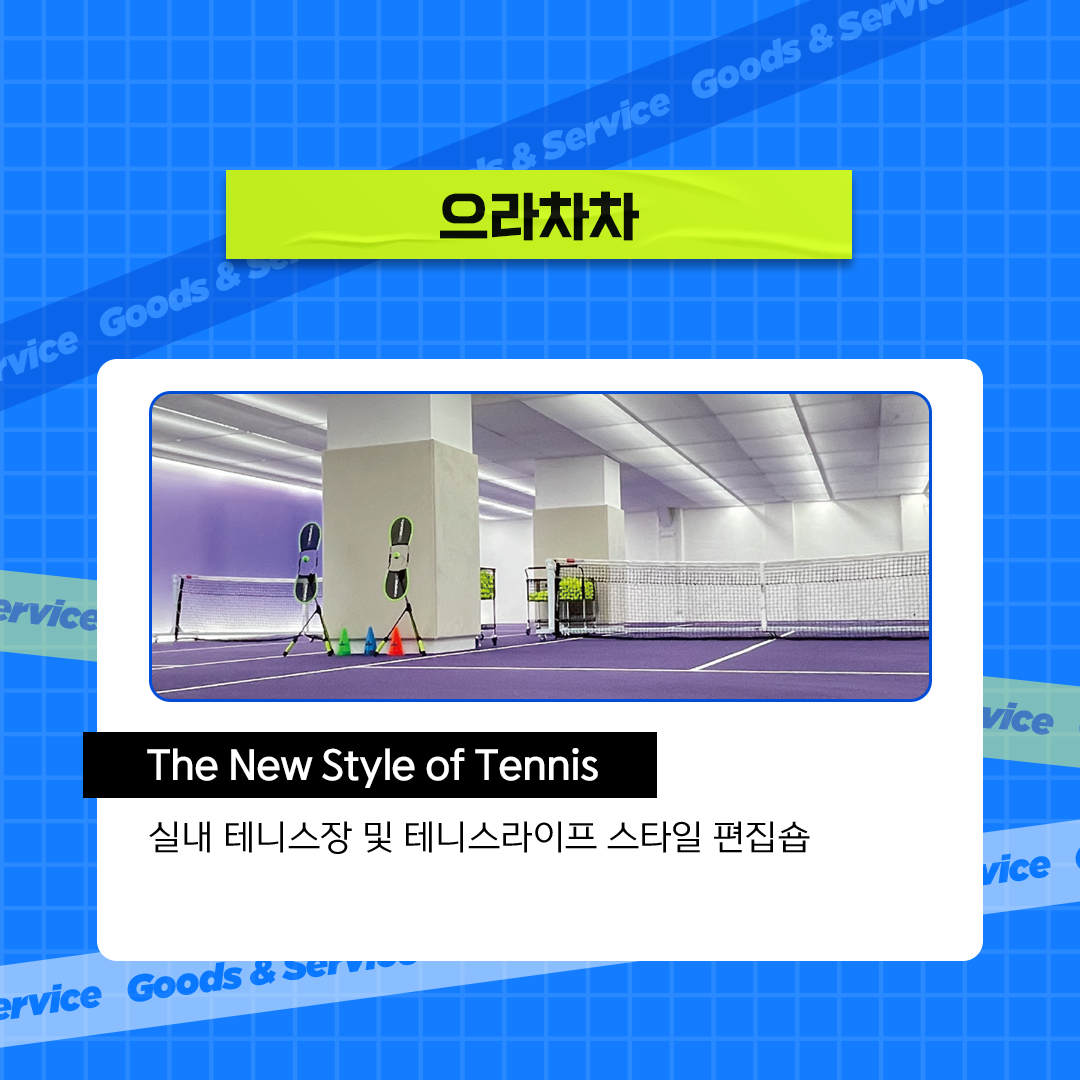 Goods & Service
s & Service
Goods & Se
rvice
으라차차
ervice
vice
The New Style of Tennis
실내 테니스장 및 테니스라이프 스타일 편집숍
vice
Goods & Service
ervice